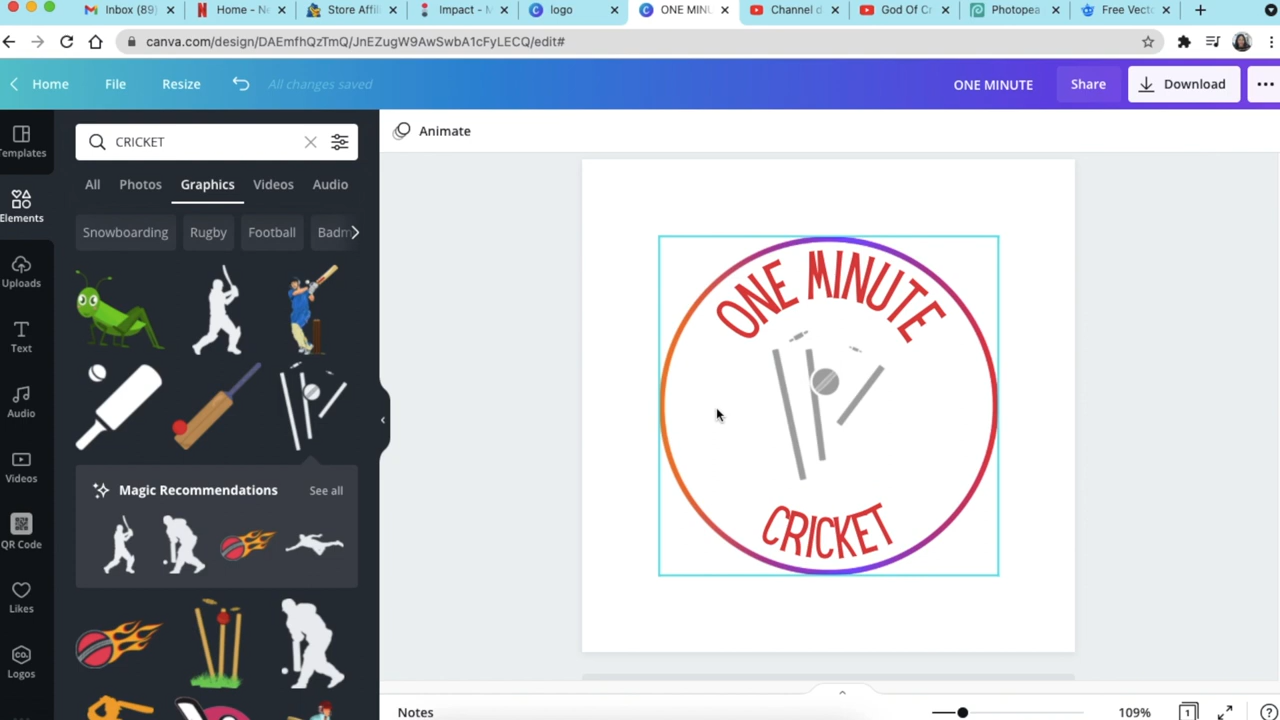 Inbox (89)
Home - Ne
Store Affil
Impact - M
logo
ONE MINU
Channel d
God Of Cr
Photopea
Free Vect
canva.com/design/DAEmfhQzTmQ/JnEZugW9AwSwbA1cFyLECQ/edit#
Home
File
Resize
All changes saved
ONE MINUTE
Share
Download
Templates
Elements
Uploads
Text
Audio
Videos
QR Code
Likes
co.
Logos
CRICKET
All
Photos
Graphics
Videos
Audio
Snowboarding
Rugby
Football
Badm
Magic Recommendations
See all
Animate
ONE MINUTE
CRICKET
Notes
109%
1
?